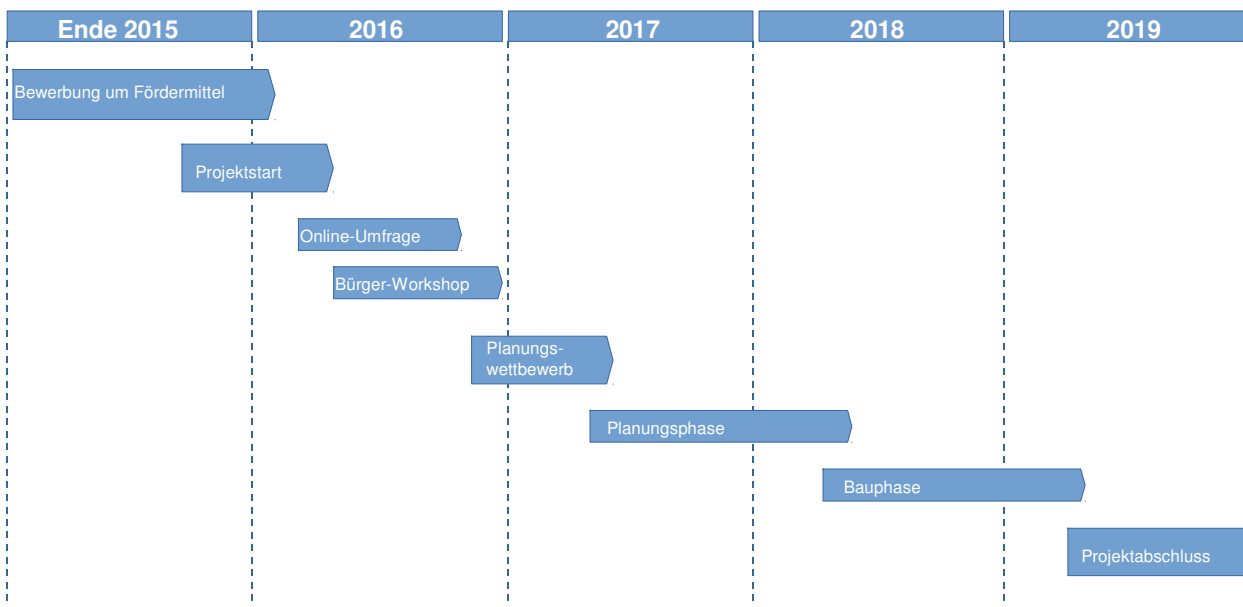 Ende 2015
2016
2017
2018
2019
Bewerbung um Fördermittel
Projektstart
Online-Umfrage
Bürger-Workshop
Planungs-
wettbewerb
Planungsphase
Bauphase
Projektabschluss